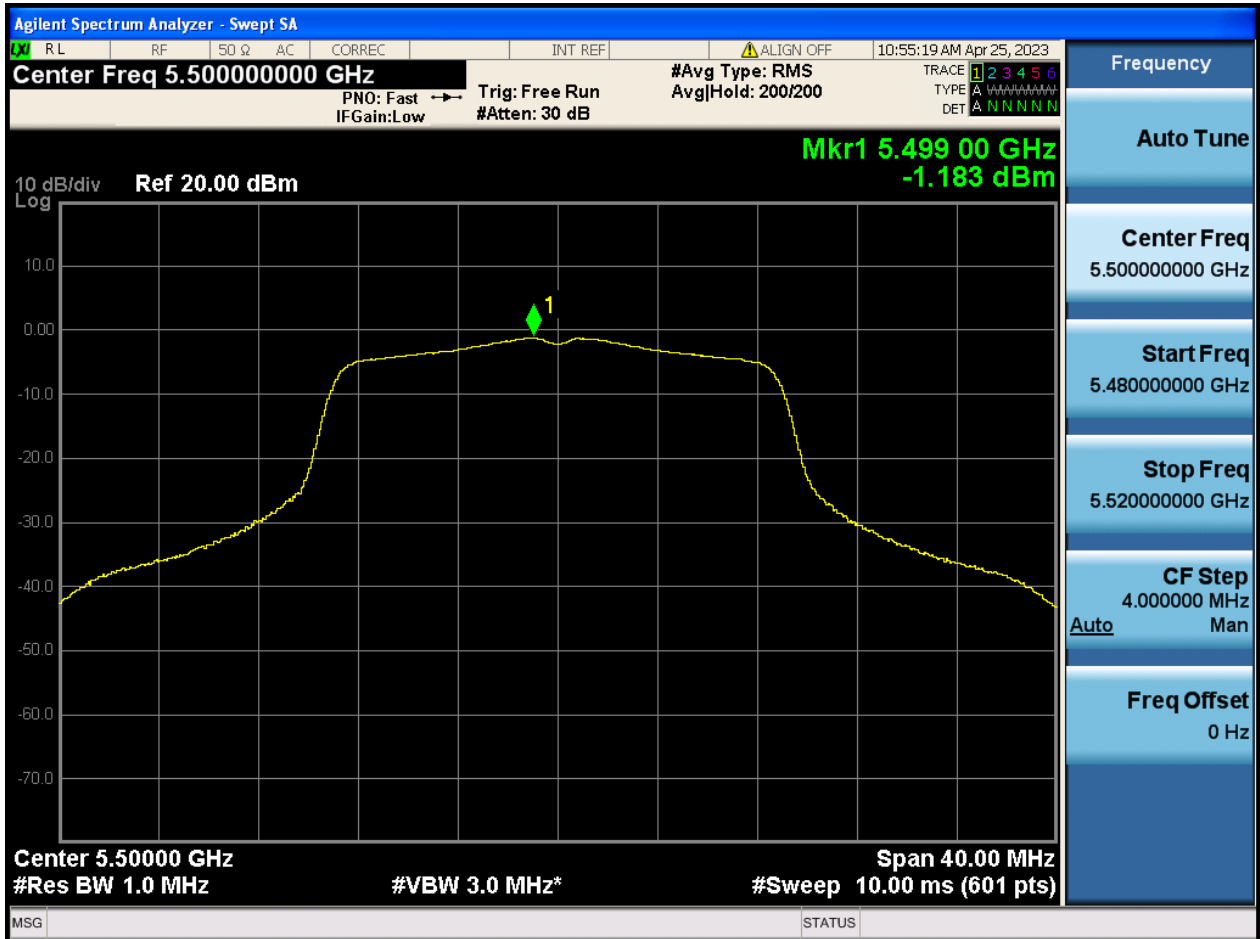 Agilent Spectrum Analyzer - Swept SA
LXI RL RF 50 Ω AC CORREC INT REF ALIGN OFF 10:55:19 AM Apr 25, 2023
Center Freq 5.500000000 GHz
PNO: Fast
IFGain:Low
Trig: Free Run
#Atten: 30 dB
#Avg Type: RMS
Avg|Hold: 200/200
TRACE 1 2 3 4 5 6
TYPE A WWWWW
DET A N N N N N
Mkr1 5.499 00 GHz
-1.183 dBm
10 dB/div Ref 20.00 dBm
Log
10.0
0.00
-10.0
-20.0
-30.0
-40.0
-50.0
-60.0
-70.0
1
Center 5.50000 GHz Span 40.00 MHz
#Res BW 1.0 MHz #VBW 3.0 MHz* #Sweep 10.00 ms (601 pts)
MSG STATUS
Frequency
Auto Tune
Center Freq
5.500000000 GHz
Start Freq
5.480000000 GHz
Stop Freq
5.520000000 GHz
CF Step
4.000000 MHz
Auto Man
Freq Offset
0 Hz